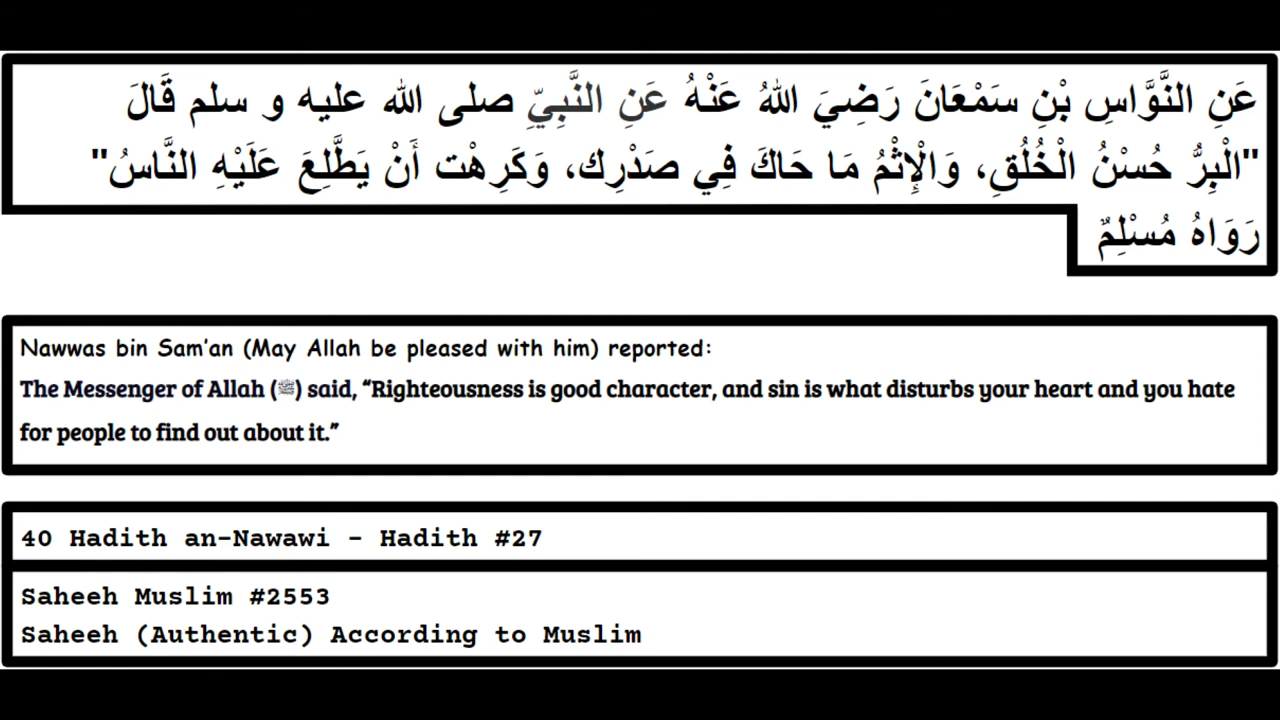 عَنِ النَّوَّاسِ بْنِ سَمْعَانَ رَضِيَ اللهُ عَنْهُ عَنِ النَّبِيِّ صلى الله عليه و سلم قَالَ
"الْبِرُّ حُسْنُ الْخُلُقِ، وَالْإِثْمُ مَا حَاكَ فِي صَدْرِك، وَكَرِهْت أَنْ يَطَّلِعَ عَلَيْهِ النَّاسُ"
رَوَاهُ مُسْلِمٌ
Nawwas bin Sam’an (May Allah be pleased with him) reported:
The Messenger of Allah (ﷺ) said, “Righteousness is good character, and sin is what disturbs your heart and you hate
for people to find out about it.”
40 Hadith an-Nawawi - Hadith #27
Saheeh Muslim #2553
Saheeh (Authentic) According to Muslim